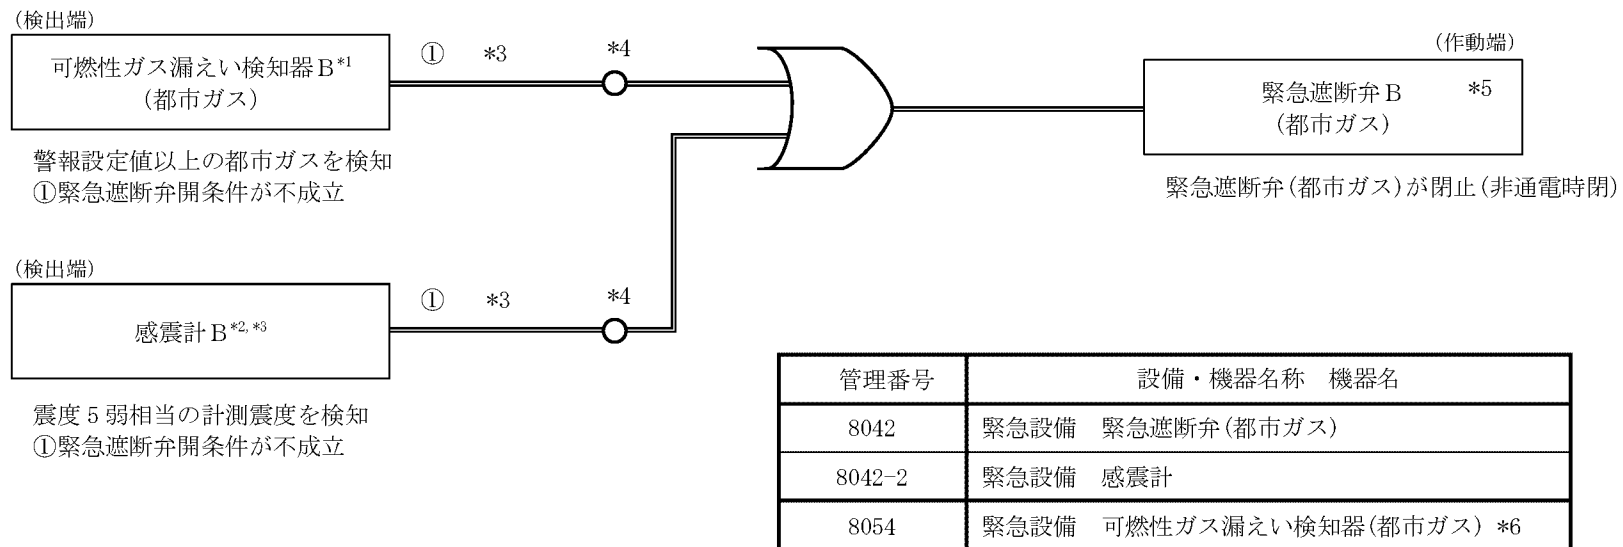 (検出端)
可燃性ガス漏えい検知器B*1
(都市ガス)
① *3 *4
警報設定値以上の都市ガスを検知
①緊急遮断弁開条件が不成立
(作動端)
緊急遮断弁B *5
(都市ガス)
緊急遮断弁(都市ガス)が閉止(非通電時閉)
(検出端)
感震計B*2,*3
① *3 *4
震度5弱相当の計測震度を検知
①緊急遮断弁開条件が不成立
管理番号 設備・機器名称 機器名
8042 緊急設備 緊急遮断弁(都市ガス)
8042-2 緊急設備 感震計
8054 緊急設備 可燃性ガス漏えい検知器(都市ガス) *6